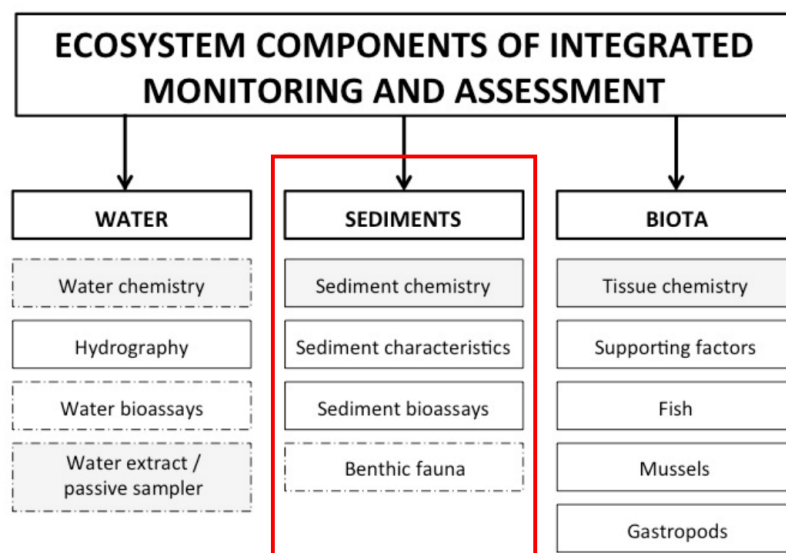 ECOSYSTEM COMPONENTS OF INTEGRATED
MONITORING AND ASSESSMENT
WATER
Water chemistry
Hydrography
Water bioassays
Water extract /
passive sampler
SEDIMENTS
Sediment chemistry
Sediment characteristics
Sediment bioassays
Benthic fauna
BIOTA
Tissue chemistry
Supporting factors
Fish
Mussels
Gastropods